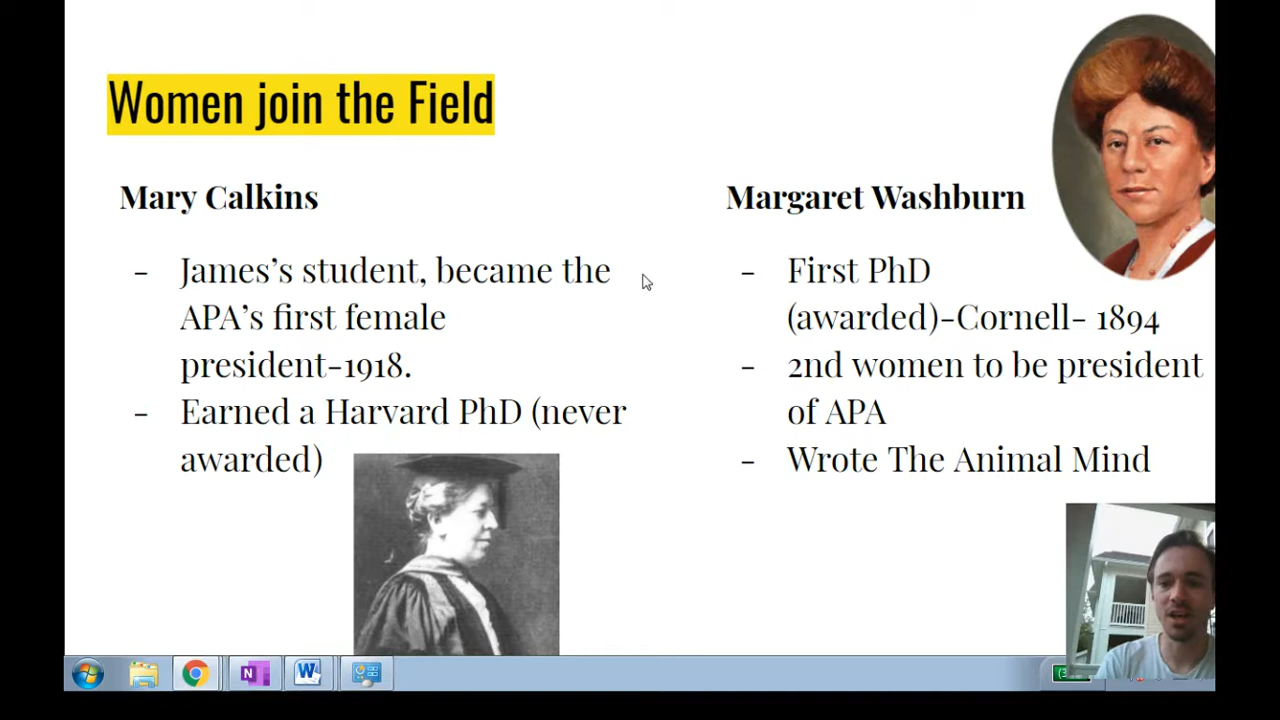 Women join the Field
Mary Calkins
- James's student, became the
APA's first female
president-1918.
- Earned a Harvard PhD (never
awarded)
Margaret Washburn
- First PhD
(awarded)-Cornell- 1894
- 2nd women to be president
of APA
- Wrote The Animal Mind
N
W